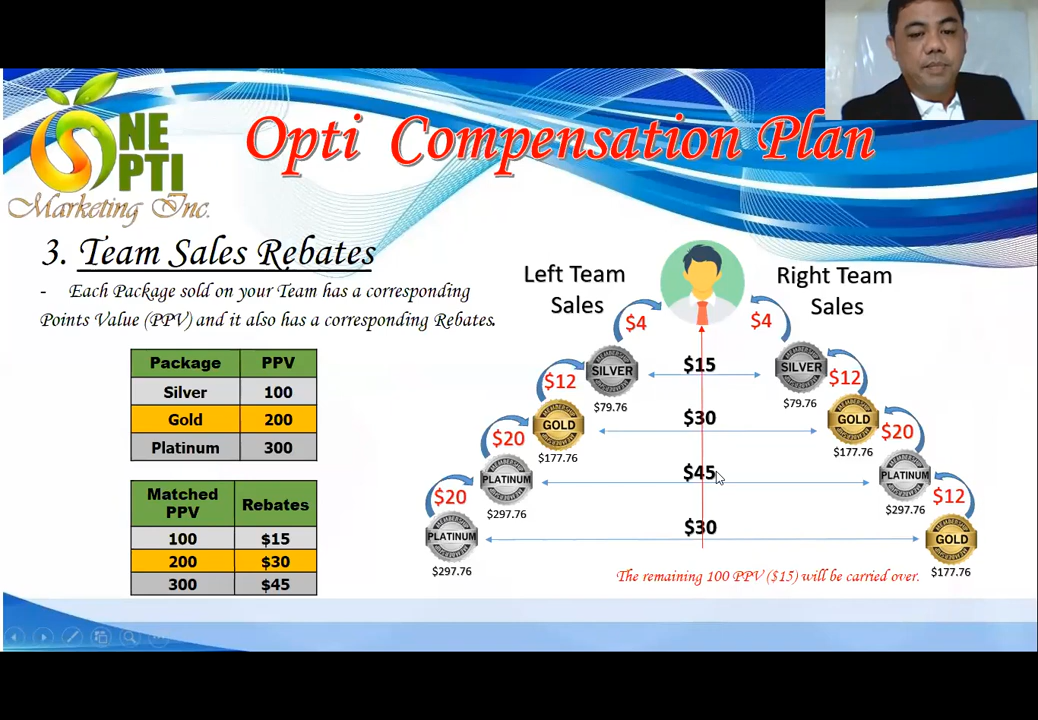 ONE
OPTI
Marketing Inc.
Opti Compensation Plan
3. Team Sales Rebates
- Each Package sold on your Team has a corresponding
Points Value (PPV) and it also has a corresponding Rebates.
Package PPV
Silver 100
Gold 200
Platinum 300
Matched PPV Rebates
100 $15
200 $30
300 $45
Left Team
Sales
Right Team
Sales
$4 $4
SILVER $15 SILVER
$79.76 $79.76
$12 $12
GOLD $30 GOLD
$177.76 $177.76
$20 $20
PLATINUM $45 PLATINUM
$297.76 $297.76
$20 $12
PLATINUM $30 GOLD
$297.76 $177.76
The remaining 100 PPV ($15) will be carried over.